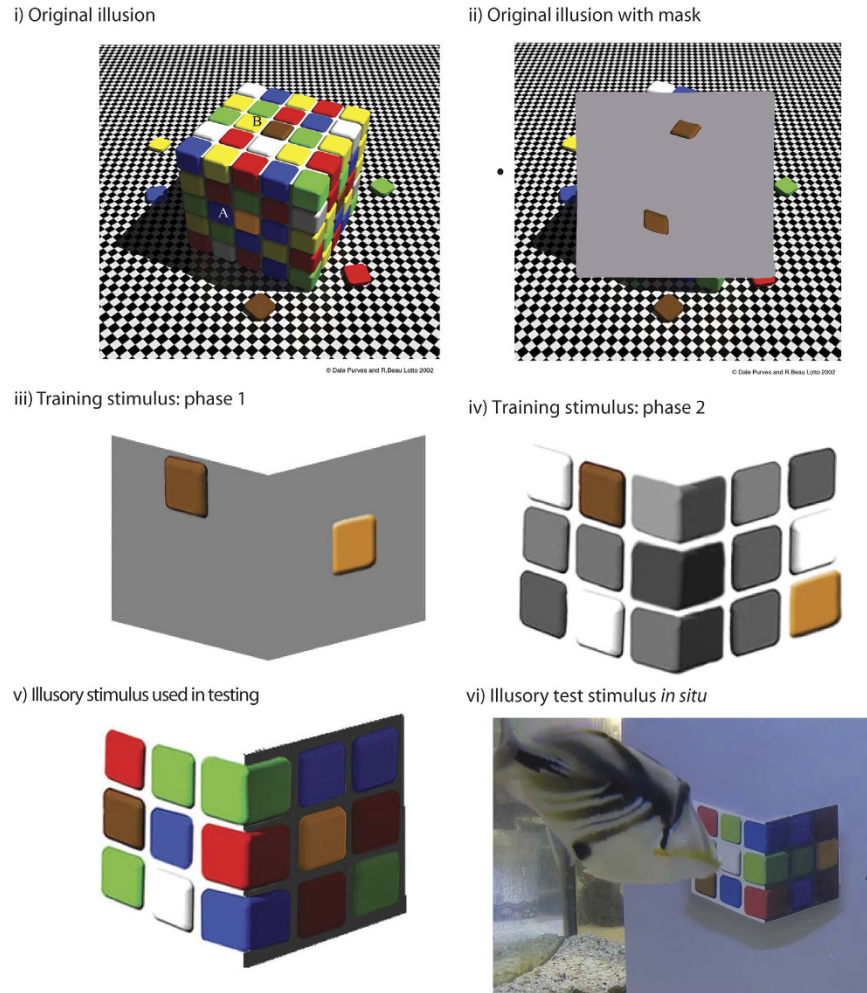 i) Original illusion
ii) Original illusion with mask
B
A
© Dale Purves and R.Beau Lotto 2002
© Dale Purves and R.Beau Lotto 2002
iii) Training stimulus: phase 1
iv) Training stimulus: phase 2
v) Illusory stimulus used in testing
vi) Illusory test stimulus in situ